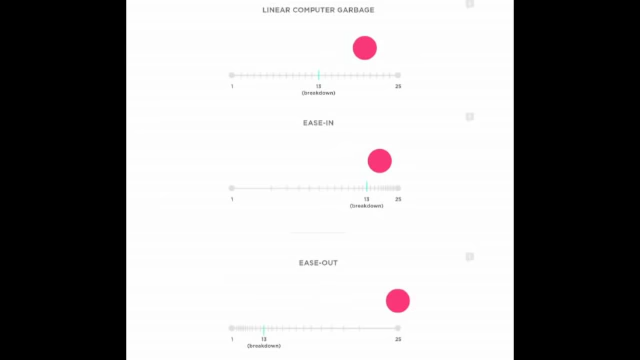 LINEAR COMPUTER GARBAGE
1 13 25
(breakdown)
EASE-IN
1 13 25
(breakdown)
EASE-OUT
1 13 25
(breakdown)